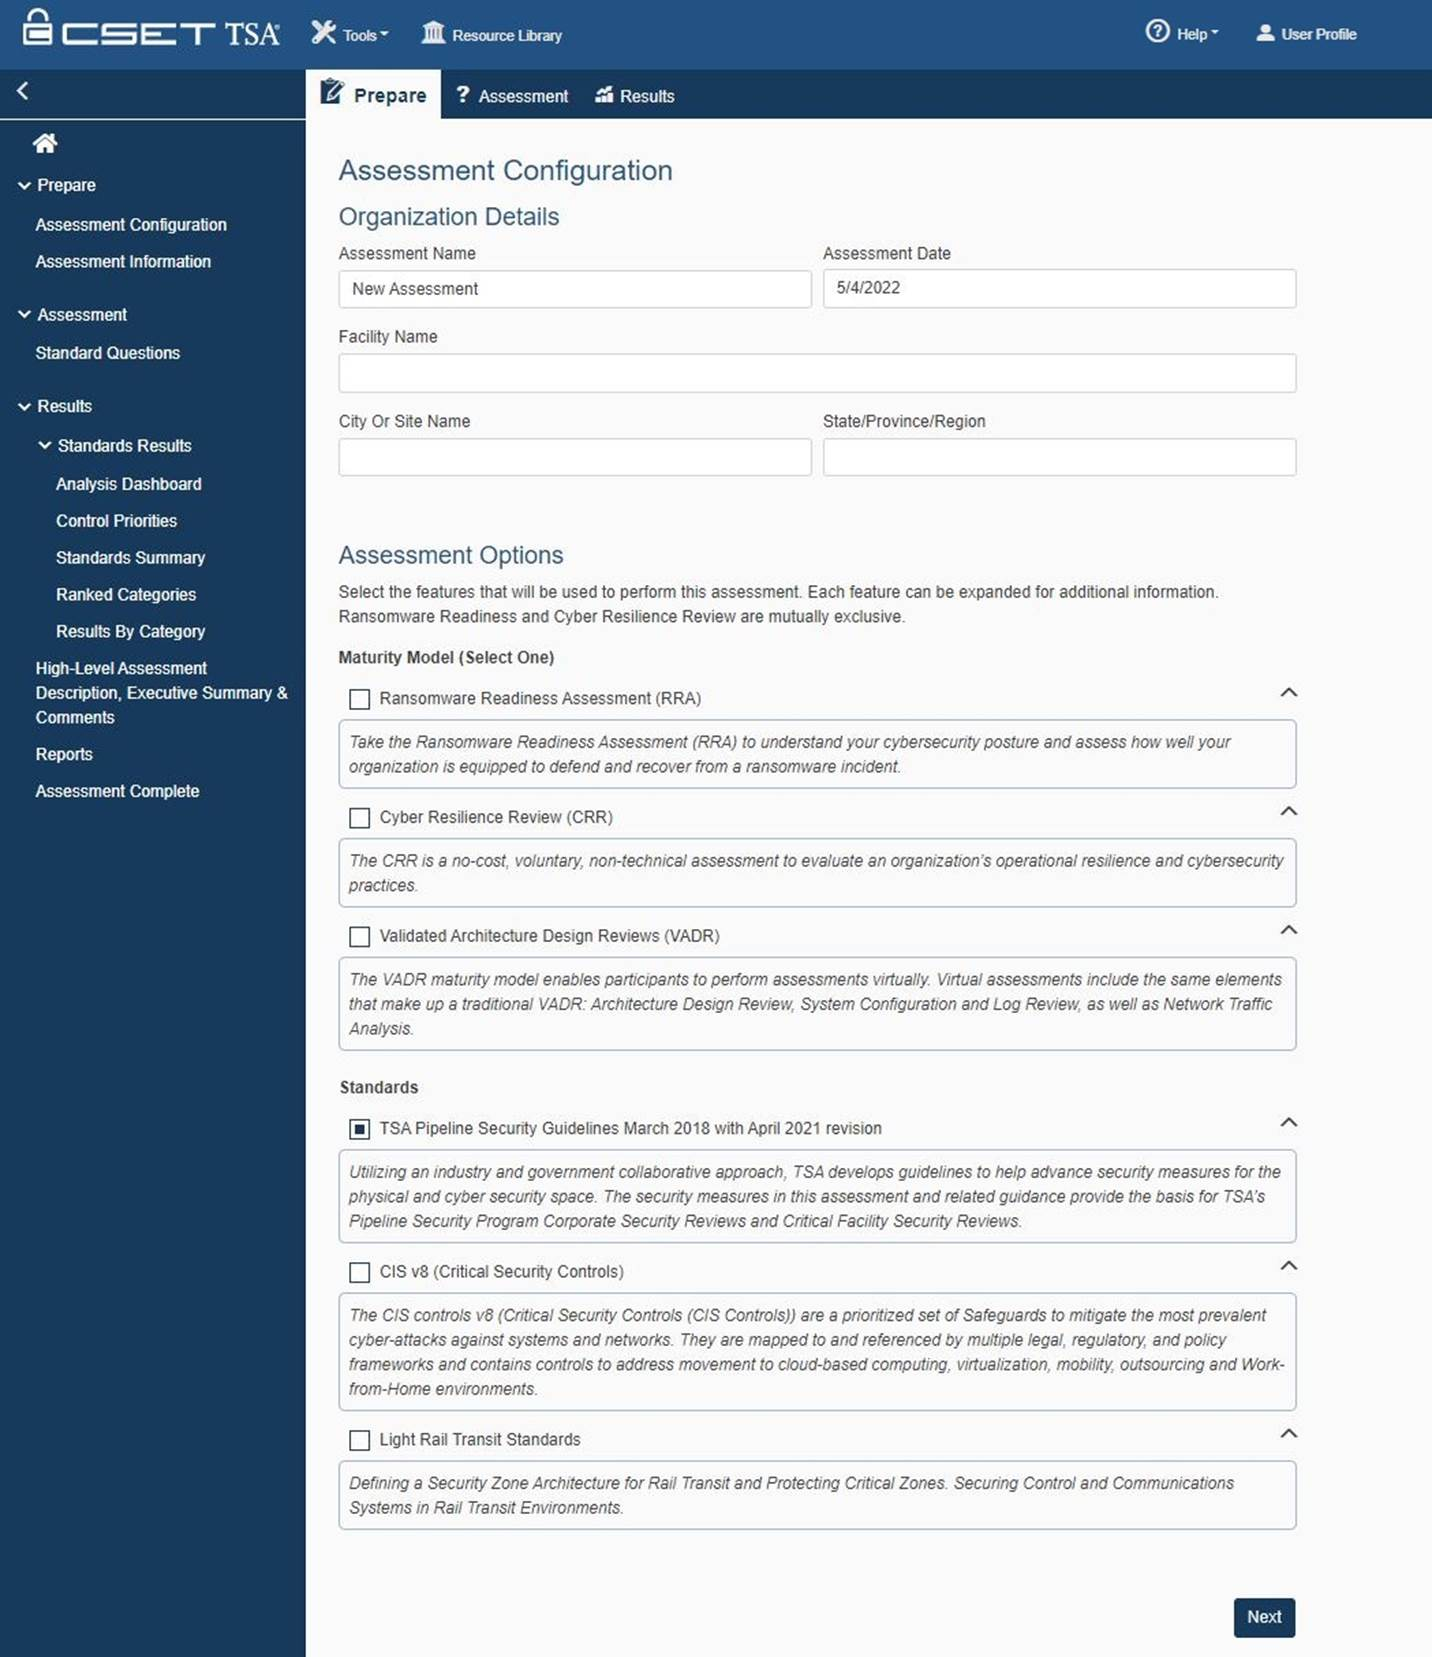 CSET TSA
Tools
Resource Library
Help
User Profile
Prepare
Assessment
Results
Prepare
Assessment Configuration
Assessment Information
Assessment
Standard Questions
Results
Standards Results
Analysis Dashboard
Control Priorities
Standards Summary
Ranked Categories
Results By Category
High-Level Assessment
Description, Executive Summary &
Comments
Reports
Assessment Complete
Assessment Configuration
Organization Details
Assessment Name
Assessment Date
New Assessment
5/4/2022
Facility Name
City Or Site Name
State/Province/Region
Assessment Options
Select the features that will be used to perform this assessment. Each feature can be expanded for additional information.
Ransomware Readiness and Cyber Resilience Review are mutually exclusive.
Maturity Model (Select One)
Ransomware Readiness Assessment (RRA)
Take the Ransomware Readiness Assessment (RRA) to understand your cybersecurity posture and assess how well your
organization is equipped to defend and recover from a ransomware incident.
Cyber Resilience Review (CRR)
The CRR is a no-cost, voluntary, non-technical assessment to evaluate an organization's operational resilience and cybersecurity
practices.
Validated Architecture Design Reviews (VADR)
The VADR maturity model enables participants to perform assessments virtually. Virtual assessments include the same elements
that make up a traditional VADR: Architecture Design Review, System Configuration and Log Review, as well as Network Traffic
Analysis.
Standards
TSA Pipeline Security Guidelines March 2018 with April 2021 revision
Utilizing an industry and government collaborative approach, TSA develops guidelines to help advance security measures for the
physical and cyber security space. The security measures in this assessment and related guidance provide the basis for TSA's
Pipeline Security Program Corporate Security Reviews and Critical Facility Security Reviews.
CIS v8 (Critical Security Controls)
The CIS controls v8 (Critical Security Controls (CIS Controls)) are a prioritized set of Safeguards to mitigate the most prevalent
cyber-attacks against systems and networks. They are mapped to and referenced by multiple legal, regulatory, and policy
frameworks and contains controls to address movement to cloud-based computing, virtualization, mobility, outsourcing and Work-
from-Home environments.
Light Rail Transit Standards
Defining a Security Zone Architecture for Rail Transit and Protecting Critical Zones. Securing Control and Communications
Systems in Rail Transit Environments.
Next